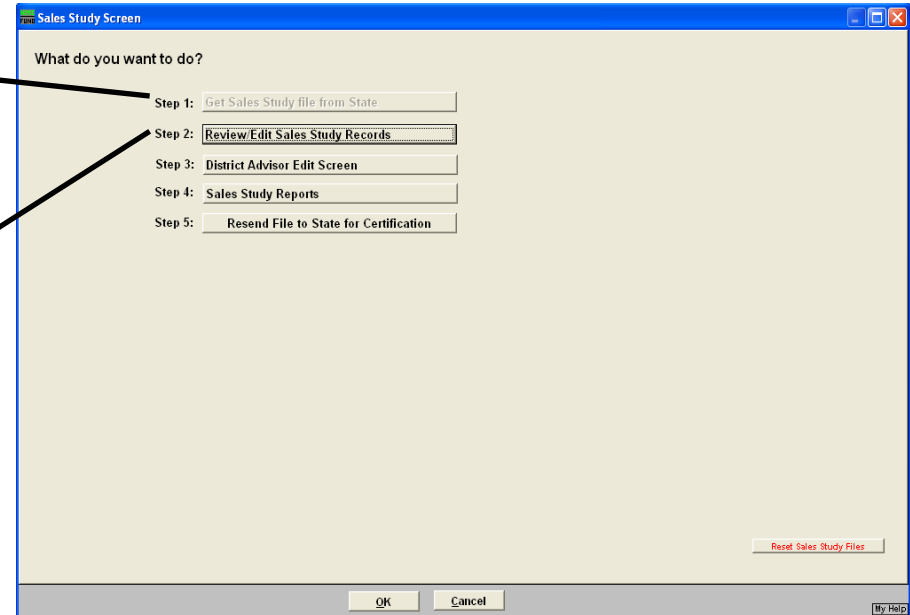 FUND Sales Study Screen
What do you want to do?
Step 1: Get Sales Study file from State
Step 2: Review/Edit Sales Study Records
Step 3: District Advisor Edit Screen
Step 4: Sales Study Reports
Step 5: Resend File to State for Certification
Reset Sales Study Files
OK Cancel
My Help